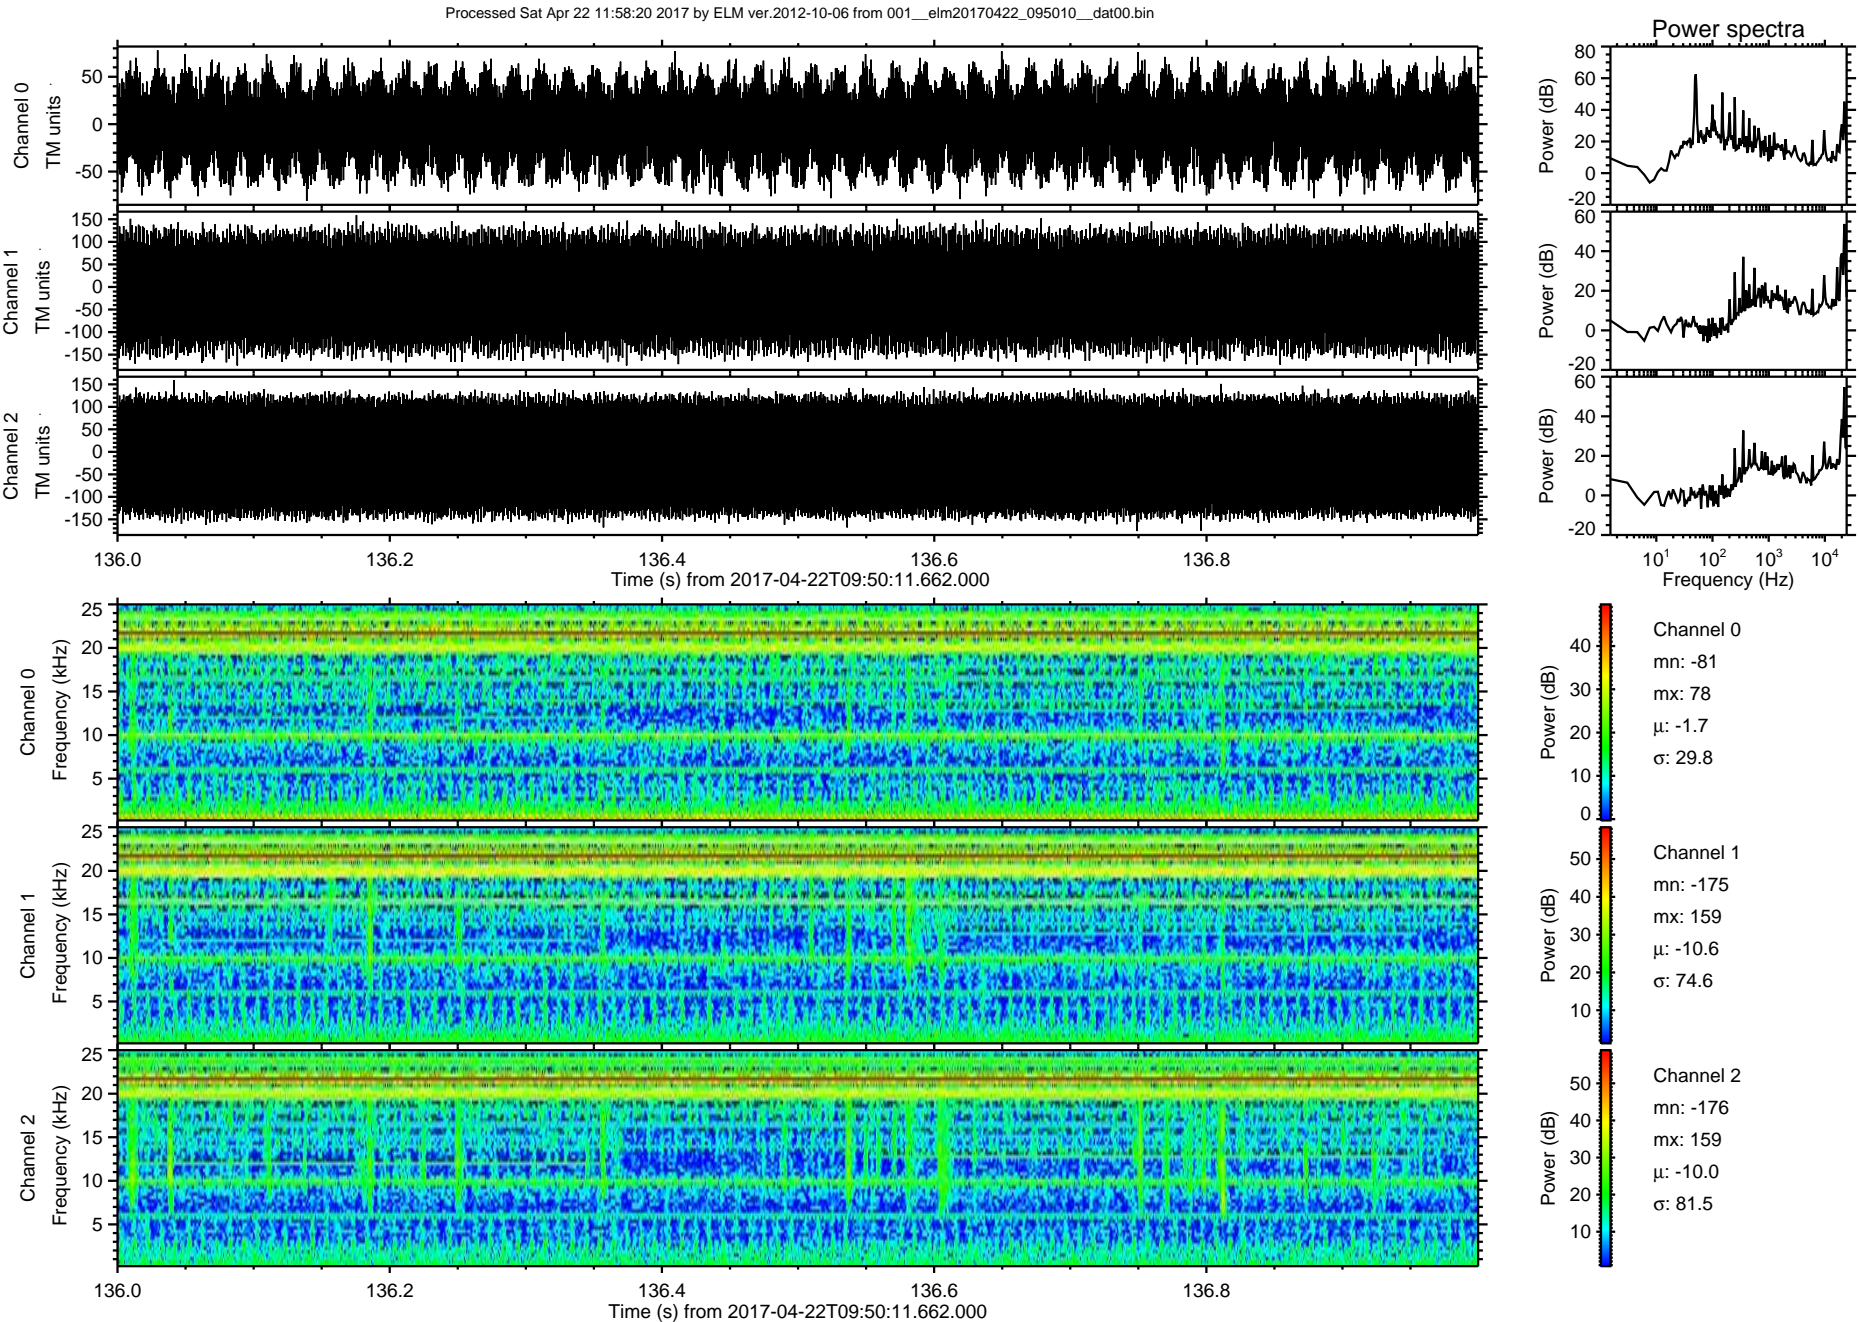 Processed Sat Apr 22 11:58:20 2017 by ELM ver.2012-10-06 from 001__elm20170422_095010__dat00.bin
Power spectra
Channel 0
TM units
50
0
-50
Power (dB)
80
60
40
20
0
-20
Channel 1
TM units
150
100
50
0
-50
-100
-150
Power (dB)
60
40
20
0
-20
Channel 2
TM units
150
100
50
0
-50
-100
-150
Power (dB)
60
40
20
0
-20
136.0 136.2 136.4 136.6 136.8
Time (s) from 2017-04-22T09:50:11.662.000
10^1 10^2 10^3 10^4
Frequency (Hz)
Channel 0
Frequency (kHz)
25
20
15
10
5
Power (dB)
40
30
20
10
0
Channel 0
mn: -81
mx: 78
μ: -1.7
σ: 29.8
Channel 1
Frequency (kHz)
25
20
15
10
5
Power (dB)
50
40
30
20
10
Channel 1
mn: -175
mx: 159
μ: -10.6
σ: 74.6
Channel 2
Frequency (kHz)
25
20
15
10
5
Power (dB)
50
40
30
20
10
Channel 2
mn: -176
mx: 159
μ: -10.0
σ: 81.5
136.0 136.2 136.4 136.6 136.8
Time (s) from 2017-04-22T09:50:11.662.000